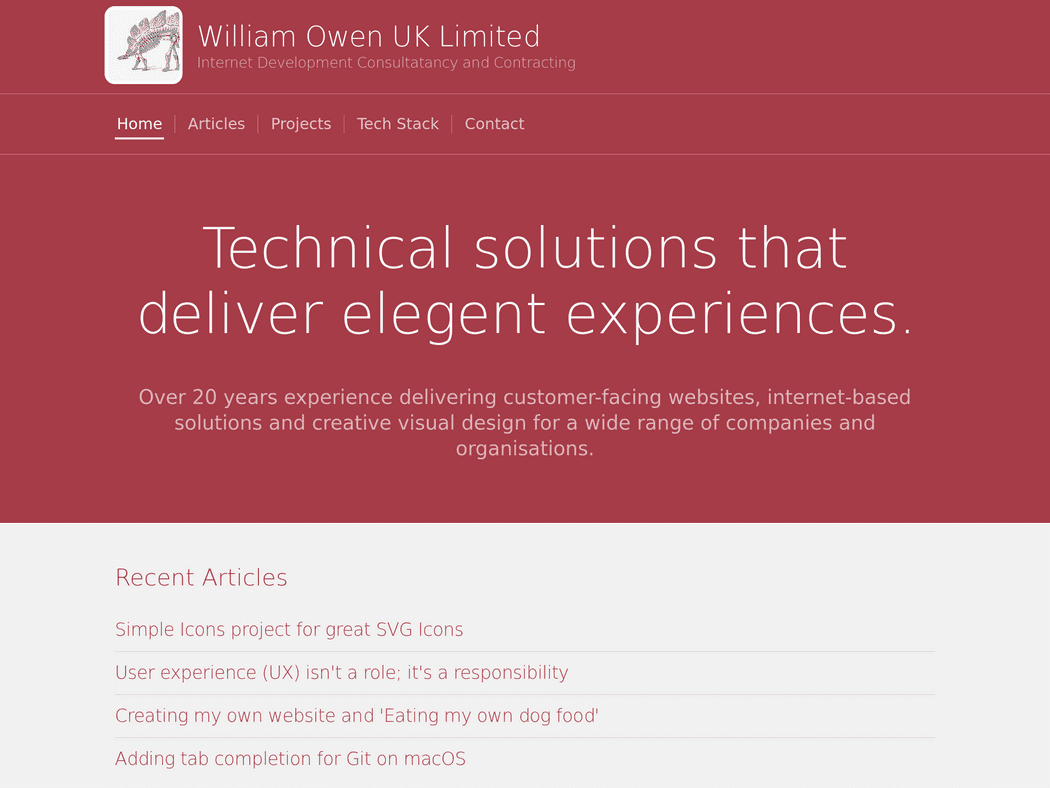 William Owen UK Limited
Internet Development Consultatancy and Contracting
Home
Articles
Projects
Tech Stack
Contact
Technical solutions that
deliver elegent experiences.
Over 20 years experience delivering customer-facing websites, internet-based
solutions and creative visual design for a wide range of companies and
organisations.
Recent Articles
Simple Icons project for great SVG Icons
User experience (UX) isn't a role; it's a responsibility
Creating my own website and 'Eating my own dog food'
Adding tab completion for Git on macOS